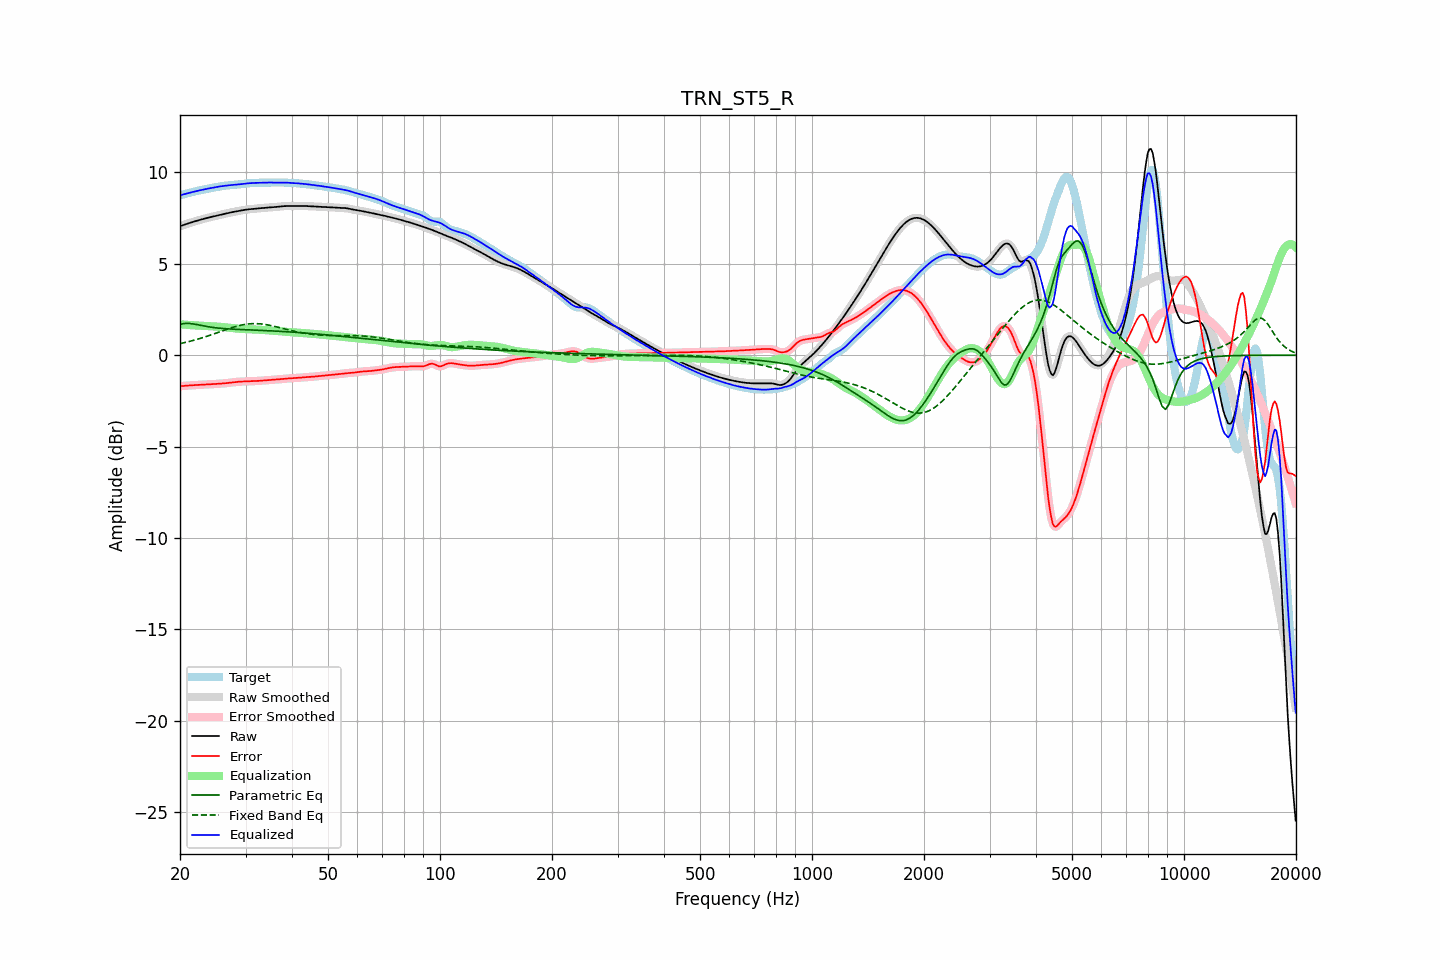 TRN_ST5_R
Amplitude (dBr)
10
5
0
−5
−10
−15
−20
−25
Target
Raw Smoothed
Error Smoothed
Raw
Error
Equalization
Parametric Eq
Fixed Band Eq
Equalized
20 50 100 200 500 1000 2000 5000 10000 20000
Frequency (Hz)